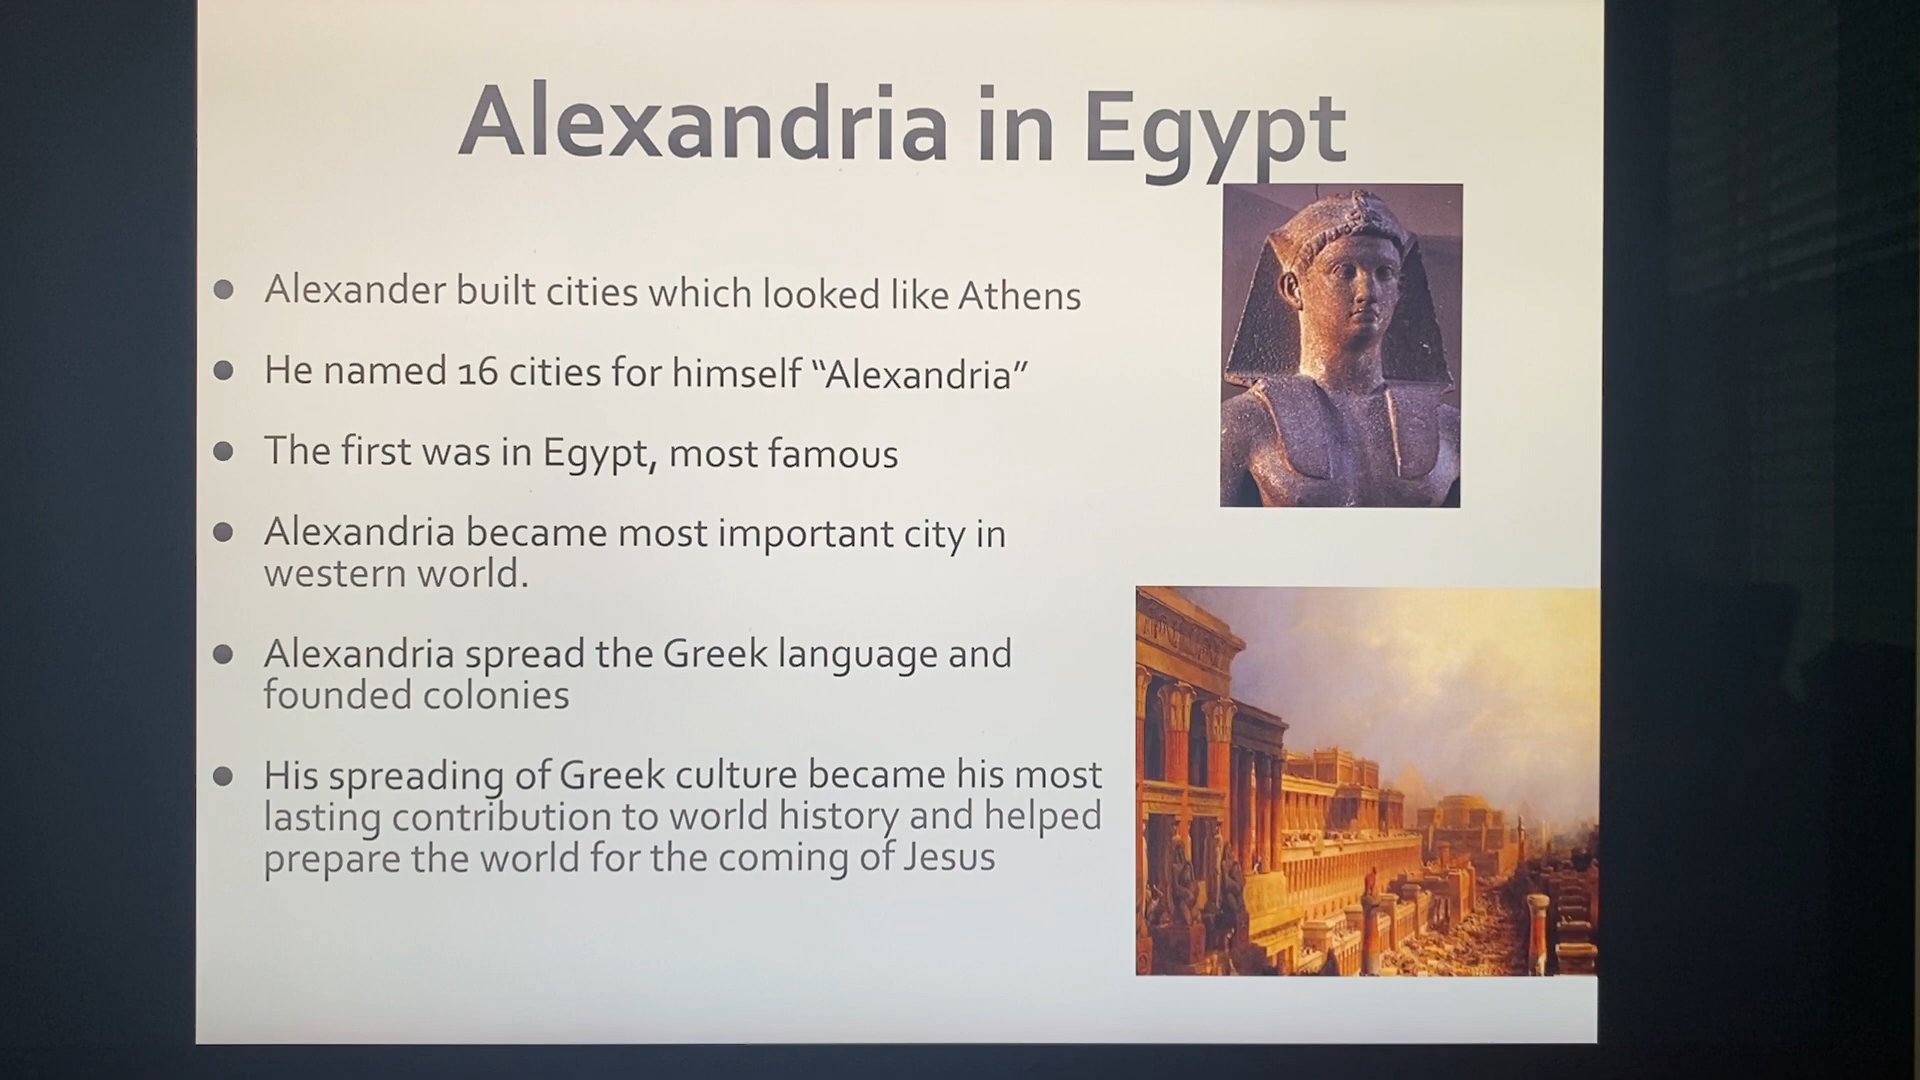 Alexandria in Egypt
Alexander built cities which looked like Athens
He named 16 cities for himself “Alexandria”
The first was in Egypt, most famous
Alexandria became most important city in
western world.
Alexandria spread the Greek language and
founded colonies
His spreading of Greek culture became his most
lasting contribution to world history and helped
prepare the world for the coming of Jesus